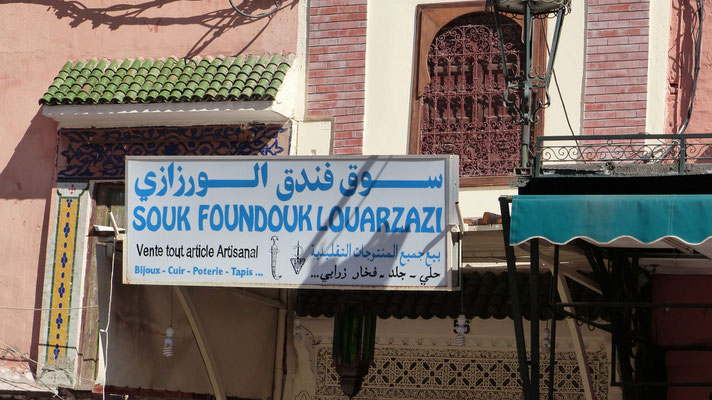 سوق فندق الورزازي
SOUK FOUNDOUK LOUARZAZI
Vente tout article Artisanal
بيع جميع المنتوجات التقليدية
Bijoux - Cuir - Poterie - Tapis ...
حلي - جلد - فخار زرابي...